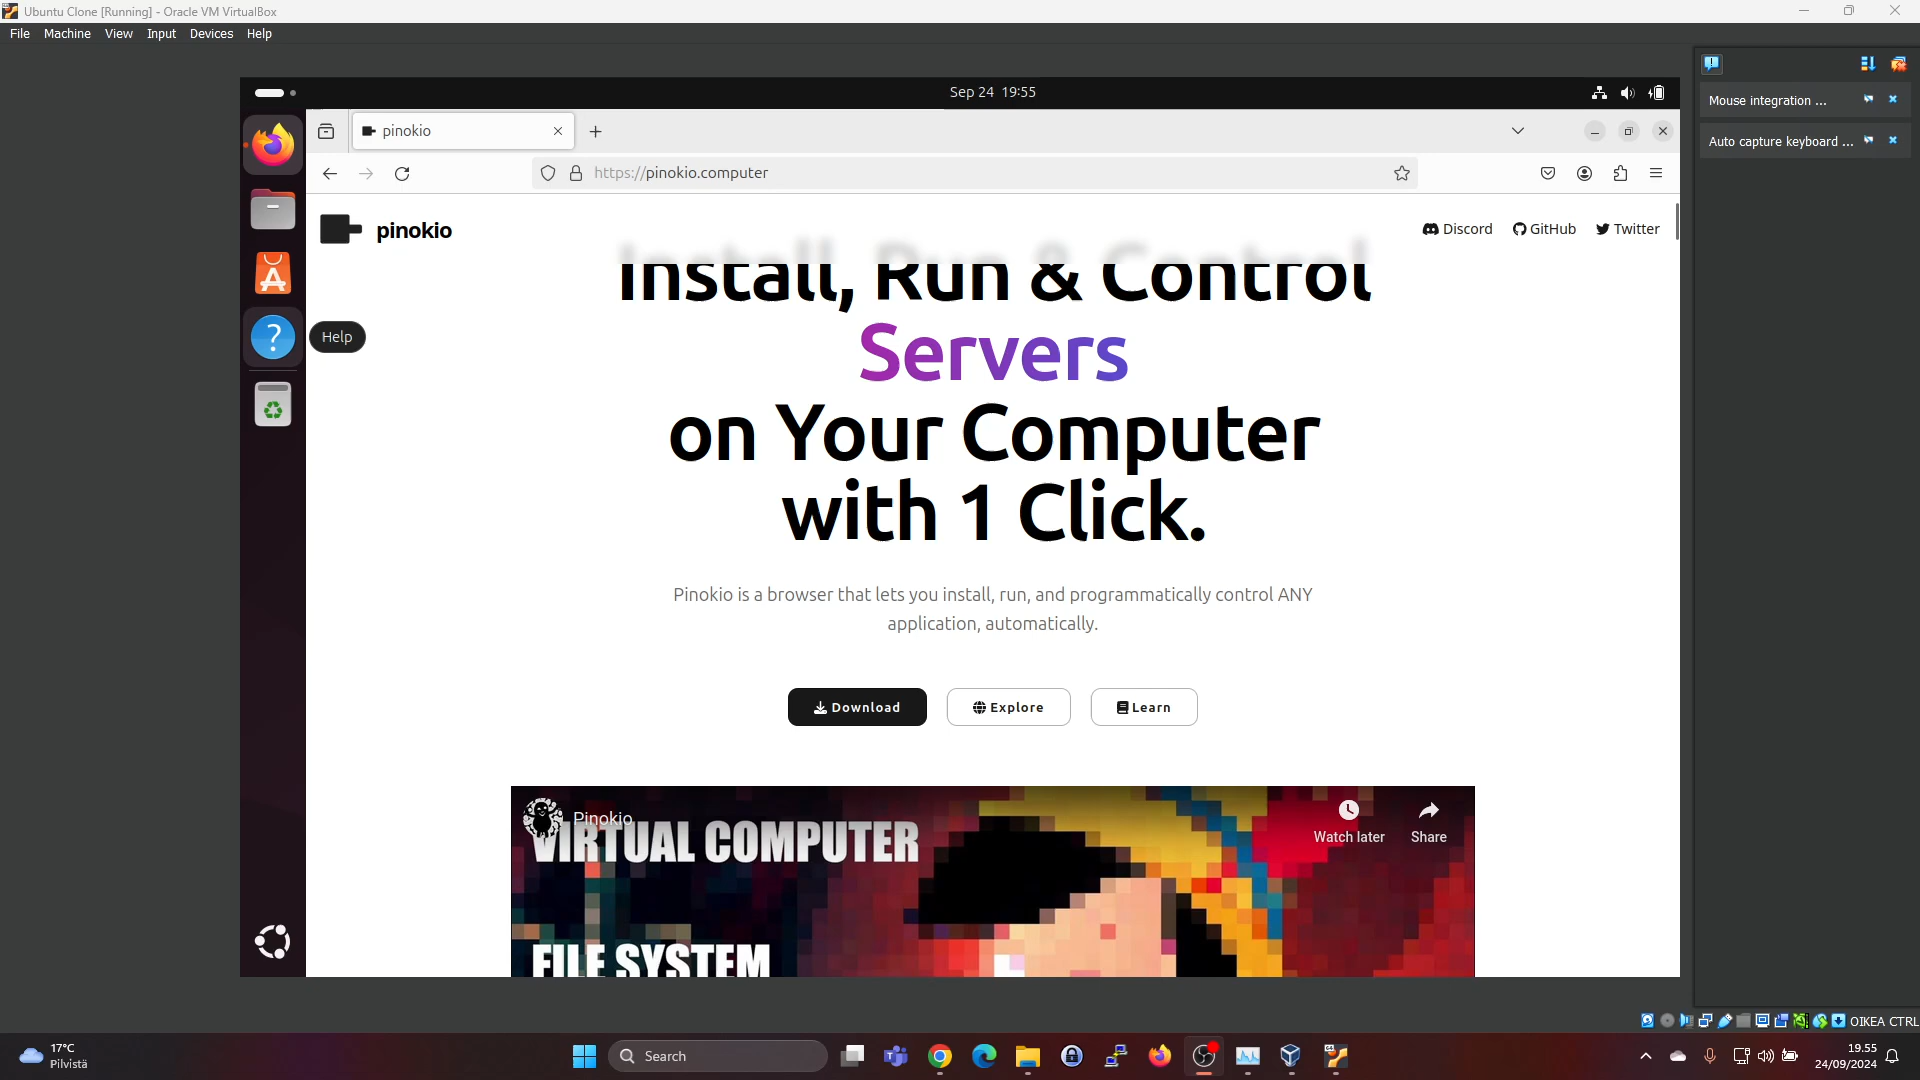 Ubuntu Clone [Running] - Oracle VM VirtualBox
File Machine View Input Devices Help
Sep 24 19:55
Mouse integration ...
Auto capture keyboard ...
pinokio
https://pinokio.computer
pinokio
Discord GitHub Twitter
Install, Run & Control
Servers
on Your Computer
with 1 Click.
Help
Pinokio is a browser that lets you install, run, and programmatically control ANY
application, automatically.
Download Explore Learn
Pinokio
Watch later Share
VIRTUAL COMPUTER
FILE SYSTEM
OIKEA CTRL
17°C
Pilvistä
Search
19.55
24/09/2024